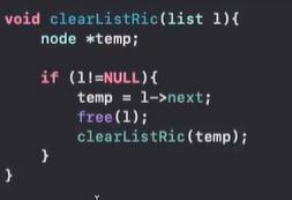 void clearListRic(list l){
    node *temp;

    if (l!=NULL){
        temp = l->next;
        free(l);
        clearListRic(temp);
    }
}